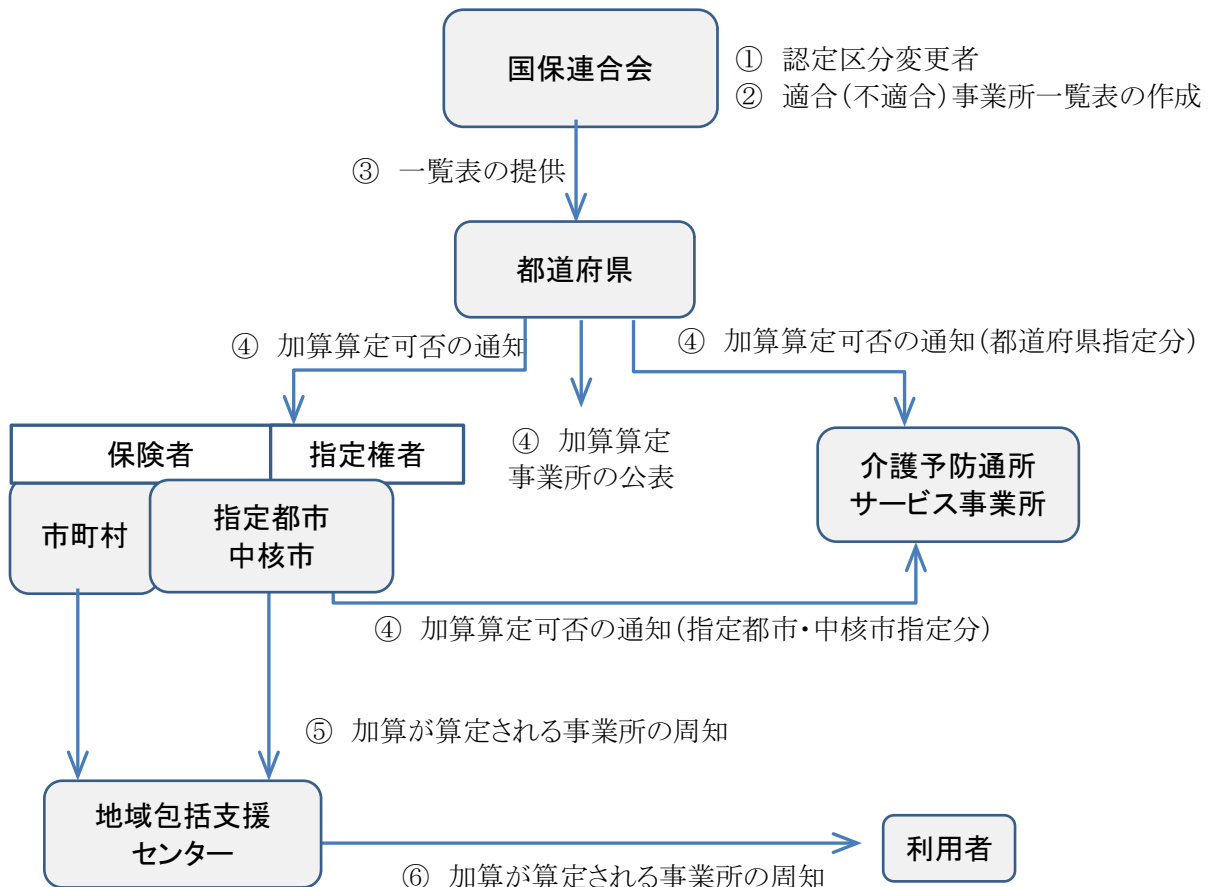 国保連合会
① 認定区分変更者
② 適合(不適合)事業所一覧表の作成
③ 一覧表の提供
都道府県
④ 加算算定可否の通知
④ 加算算定可否の通知(都道府県指定分)
保険者
指定権者
④ 加算算定
事業所の公表
介護予防通所
サービス事業所
市町村
指定都市
中核市
④ 加算算定可否の通知(指定都市・中核市指定分)
⑤ 加算が算定される事業所の周知
地域包括支援
センター
利用者
⑥ 加算が算定される事業所の周知